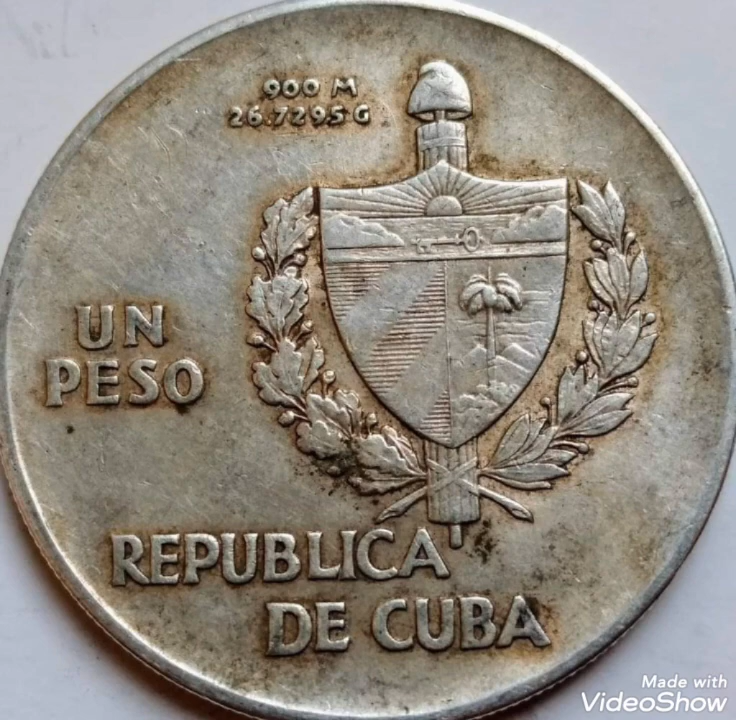 900 M
26.7295 G
UN
PESO
REPUBLICA
DE CUBA
Made with
VideoShow